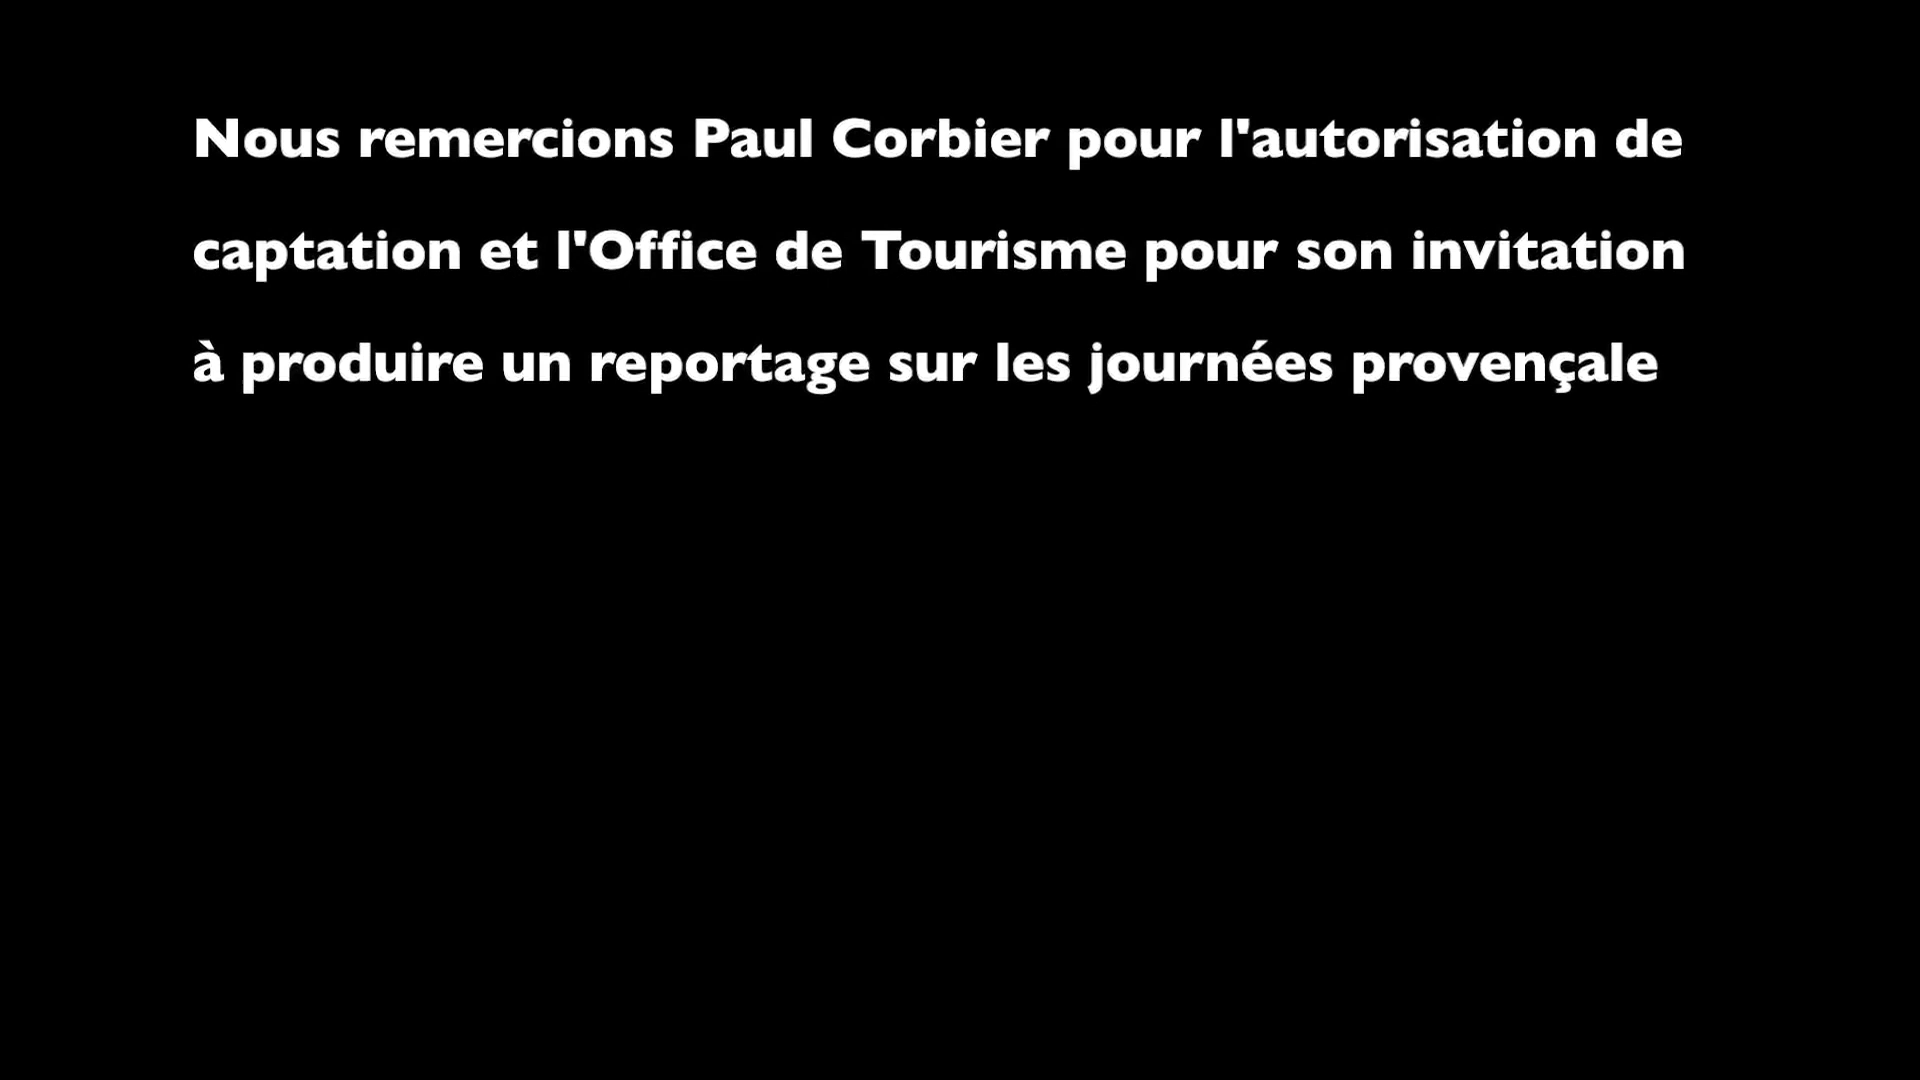 Nous remercions Paul Corbier pour l'autorisation de
captation et l'Office de Tourisme pour son invitation
à produire un reportage sur les journées provençale